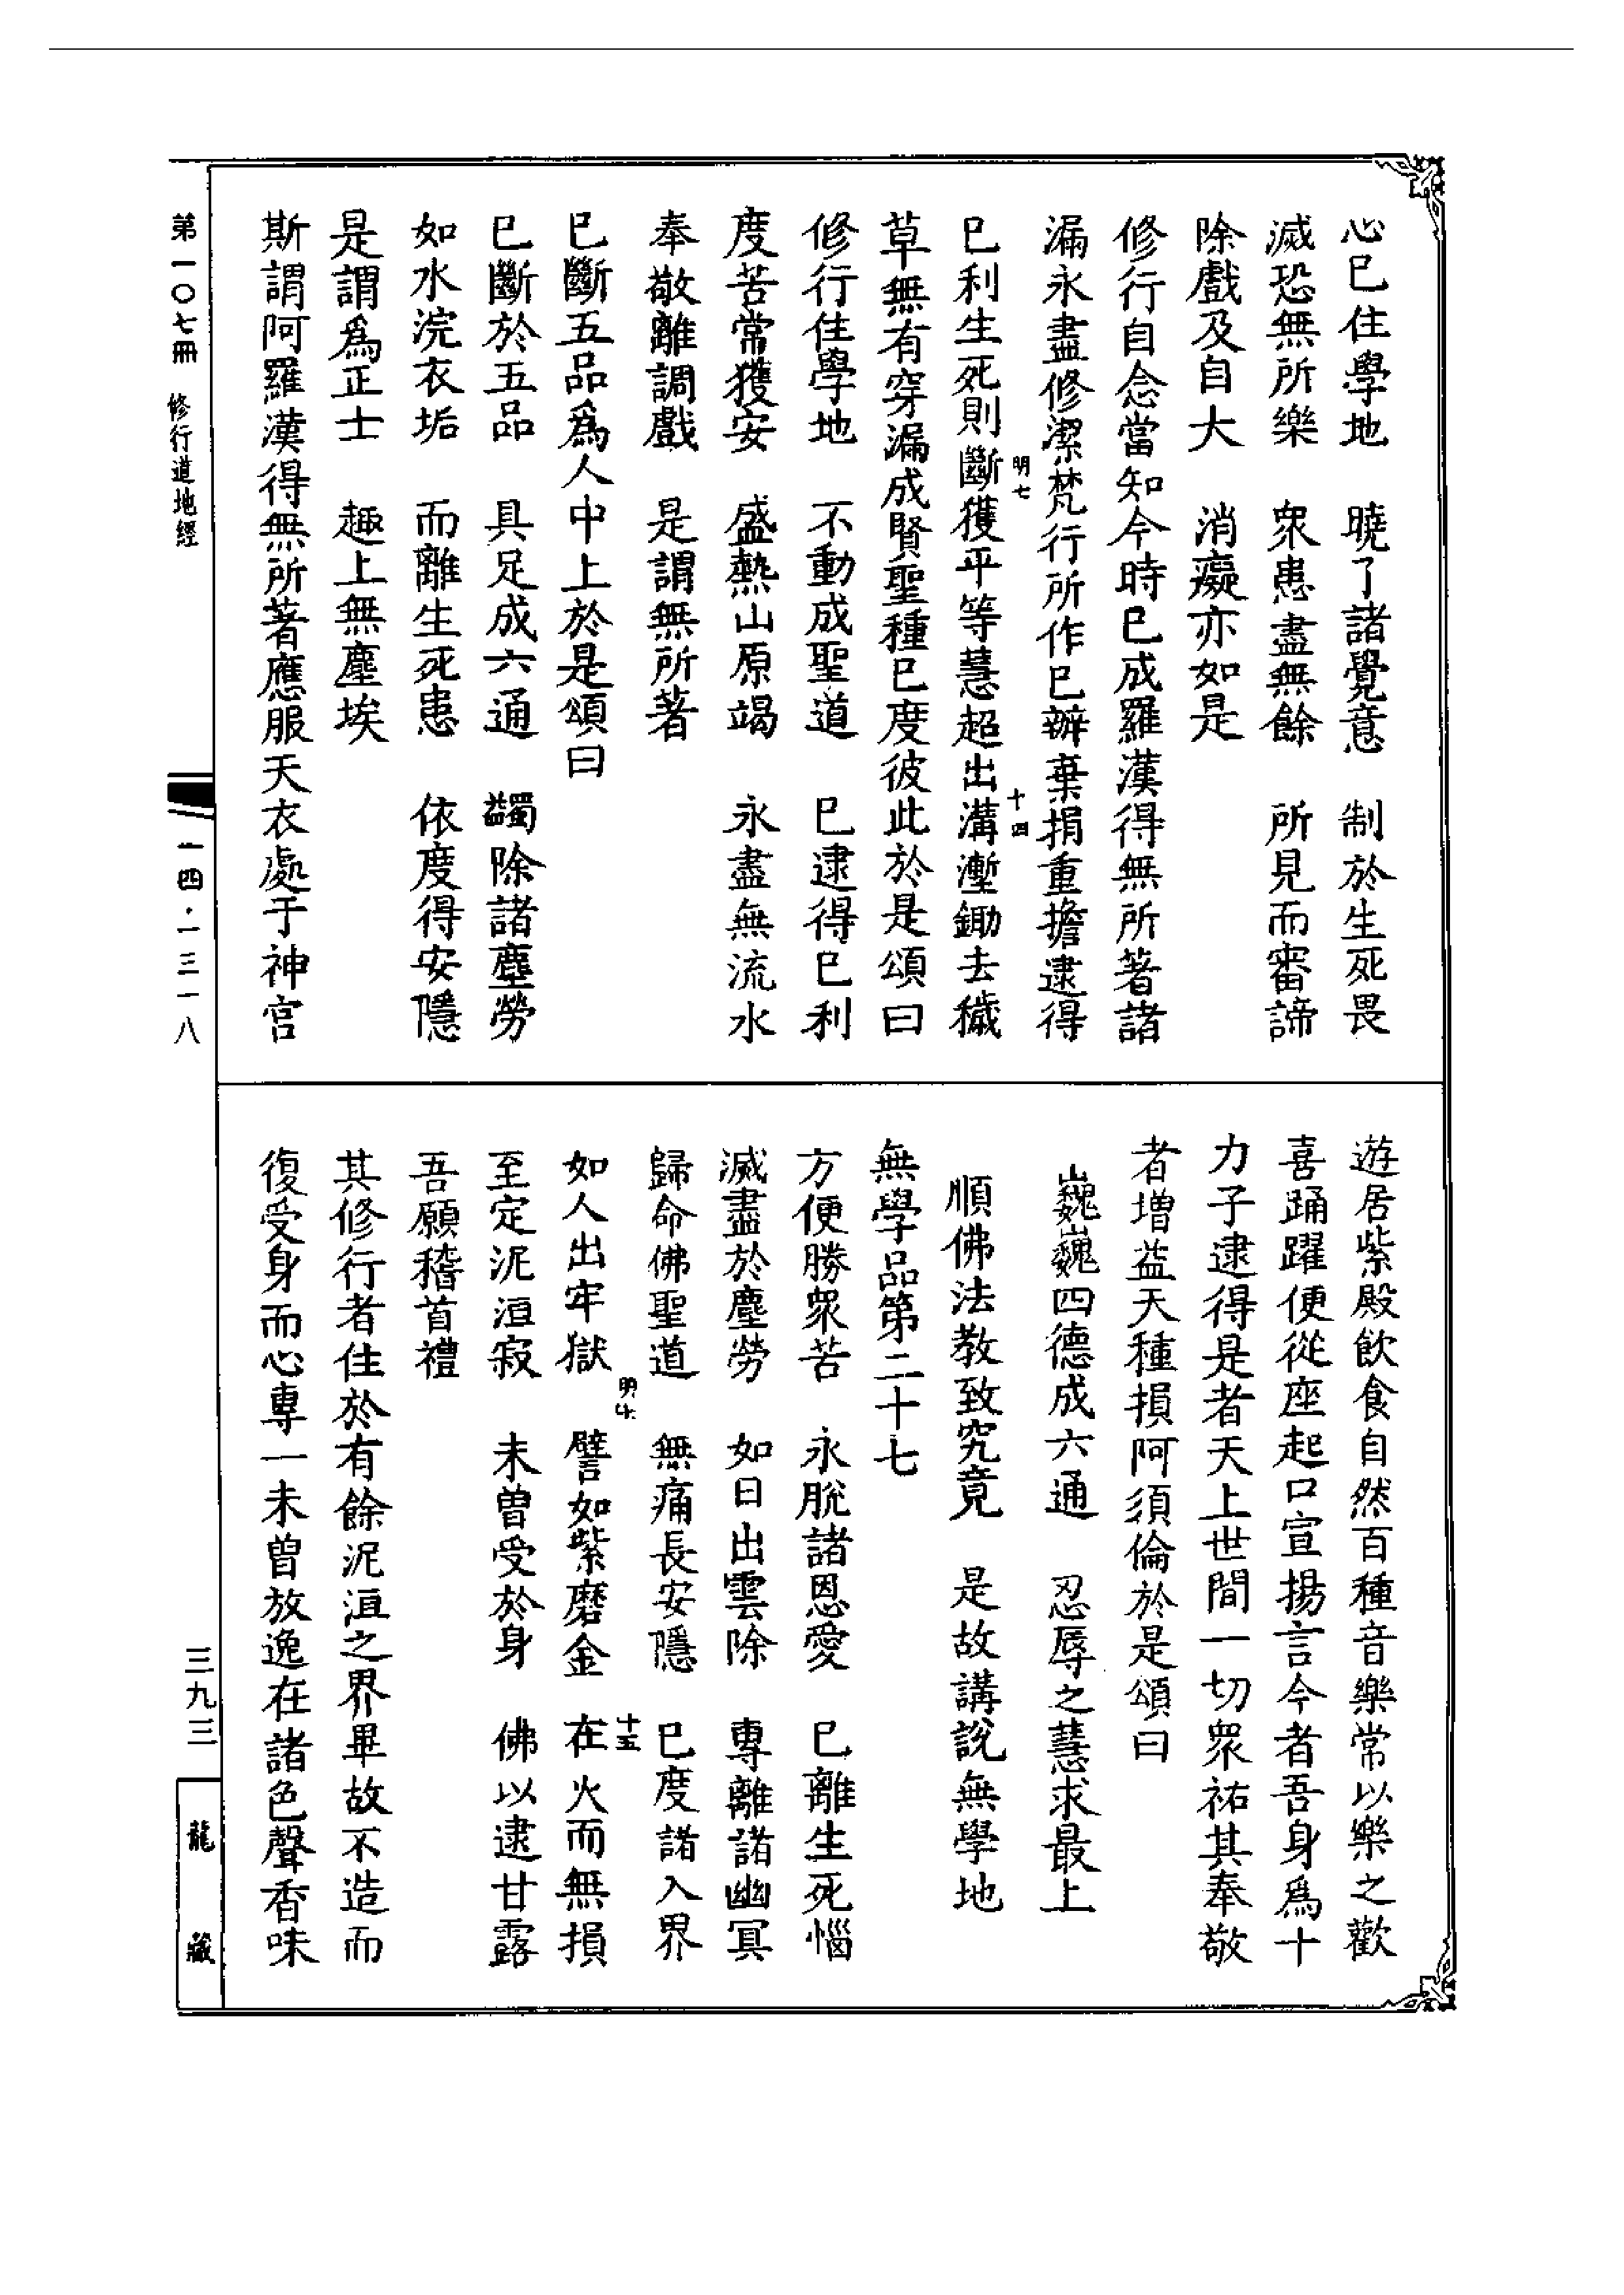 心已住學地　曉了諸覺意　制於生死畏
滅恐無所樂　衆患盡無餘　所見而審諦
除戲及自大　消癡亦如是
修行自念當知今時已成羅漢得無所著諸
漏永盡修潔梵行所作已辦棄捐重擔逮得
明七　十四
已利生死則斷獲平等慧超出溝壍鋤去穢
草無有穿漏成賢聖種已度彼此於是頌曰
修行住學地　不動成聖道　已逮得已利
度苦常獲安　盛熱山原竭　永盡無流水
奉敬離調戲　是謂無所著
已斷五品爲人中上於是頌曰
已斷於五品　具足成六通　蠲除諸塵勞
如水浣衣垢　而離生死患　依度得安隱
是謂爲正士　趣上無塵埃
斯謂阿羅漢得無所著應服天衣處于神宮
遊居紫殿飲食自然百種音樂常以樂之歡
喜踊躍便從座起口宣揚言今者吾身爲十
力子逮得是者天上世間一切衆祐其奉敬
者增益天種損阿須倫於是頌曰
巍巍四德成六通　忍辱之慧求最上
順佛法教致究竟　是故講說無學地
無學品第二十七
方便勝衆苦　永脫諸恩愛　已離生死惱
滅盡於塵勞　如日出雲除　專離諸幽冥
歸命佛聖道　無痛長安隱　已度諸入界
明七　十五
如人出牢獄　譬如紫磨金　在火而無損
至定泥洹寂　未曾受於身　佛以逮甘露
吾願稽首禮
其修行者住於有餘泥洹之界畢故不造而
復受身而心專一未曾放逸在諸色聲香味
第一〇七冊　修行道地經
一四·一三一八
三九三
龍藏